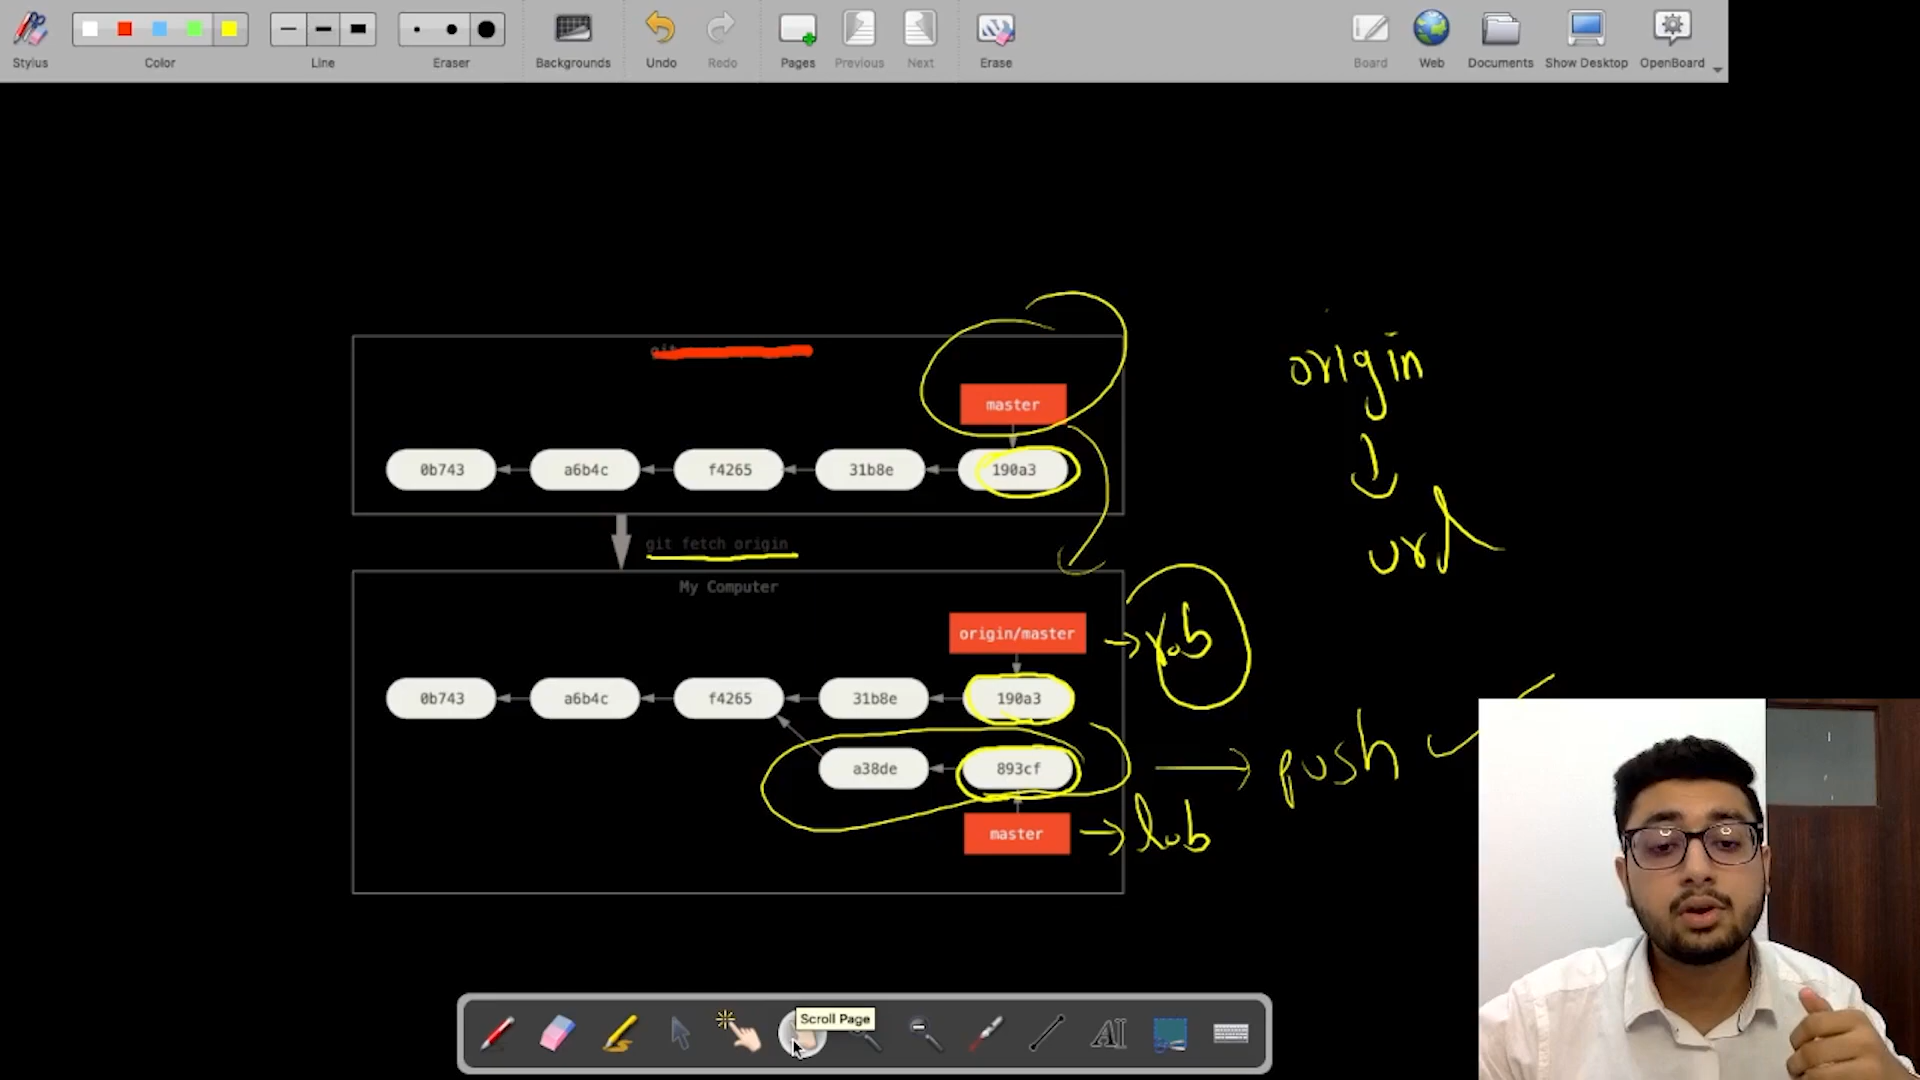 Stylus Color Line Eraser Backgrounds Undo Redo Pages Previous Next Erase Board Web Documents Show Desktop OpenBoard
master
0b743 a6b4c f4265 31b8e 190a3
origin
url
git fetch origin
My Computer
origin/master
r.b
0b743 a6b4c f4265 31b8e 190a3
a38de 893cf
push
master
l.b
Scroll Page
AI